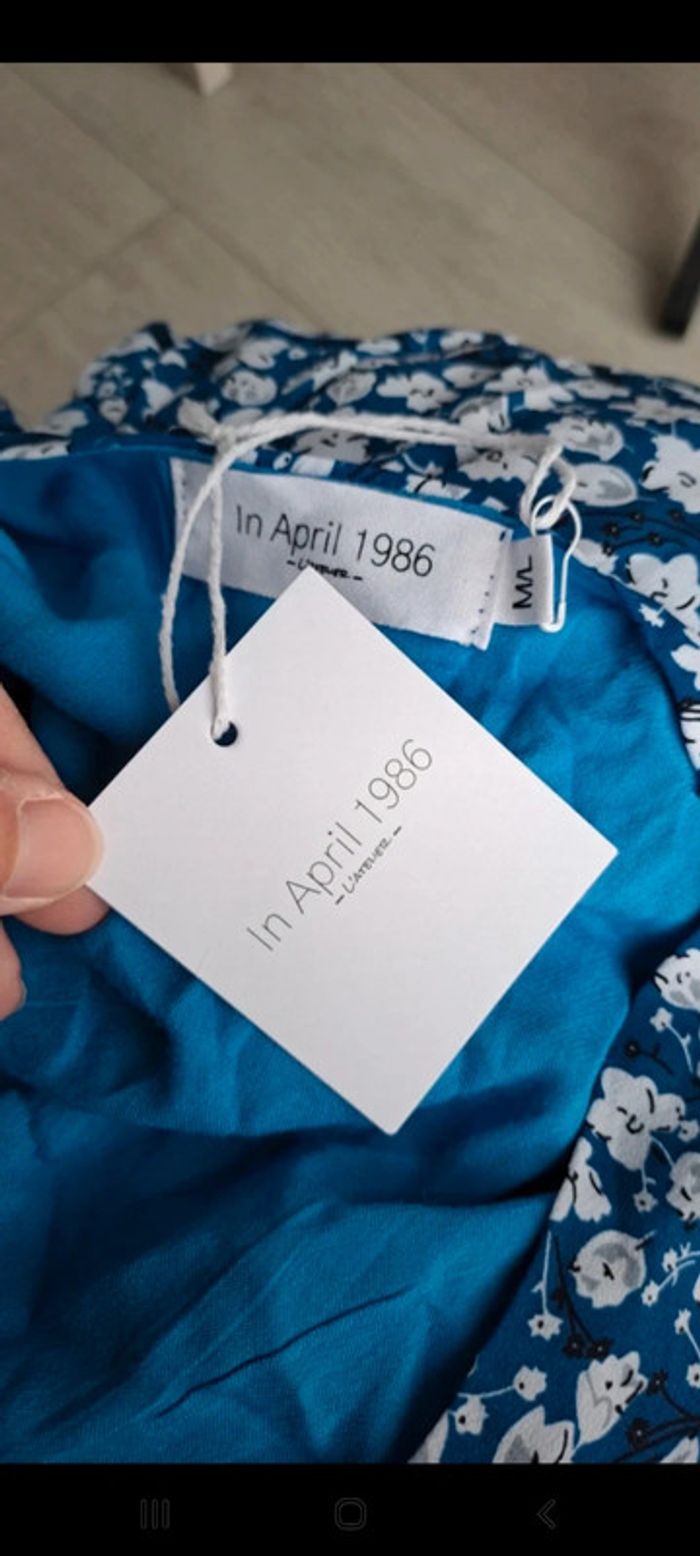 In April 1986
- L'ATELIER -
M/L
In April 1986
- L'ATELIER -